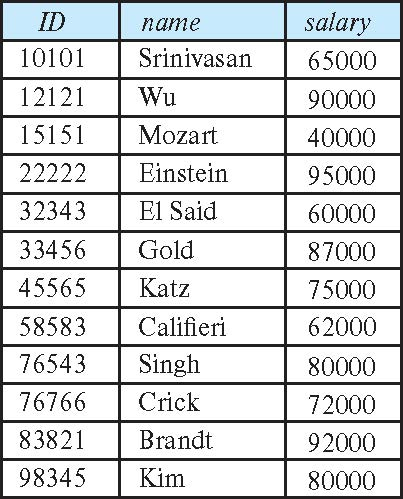 ID name salary
10101 Srinivasan 65000
12121 Wu 90000
15151 Mozart 40000
22222 Einstein 95000
32343 El Said 60000
33456 Gold 87000
45565 Katz 75000
58583 Califieri 62000
76543 Singh 80000
76766 Crick 72000
83821 Brandt 92000
98345 Kim 80000